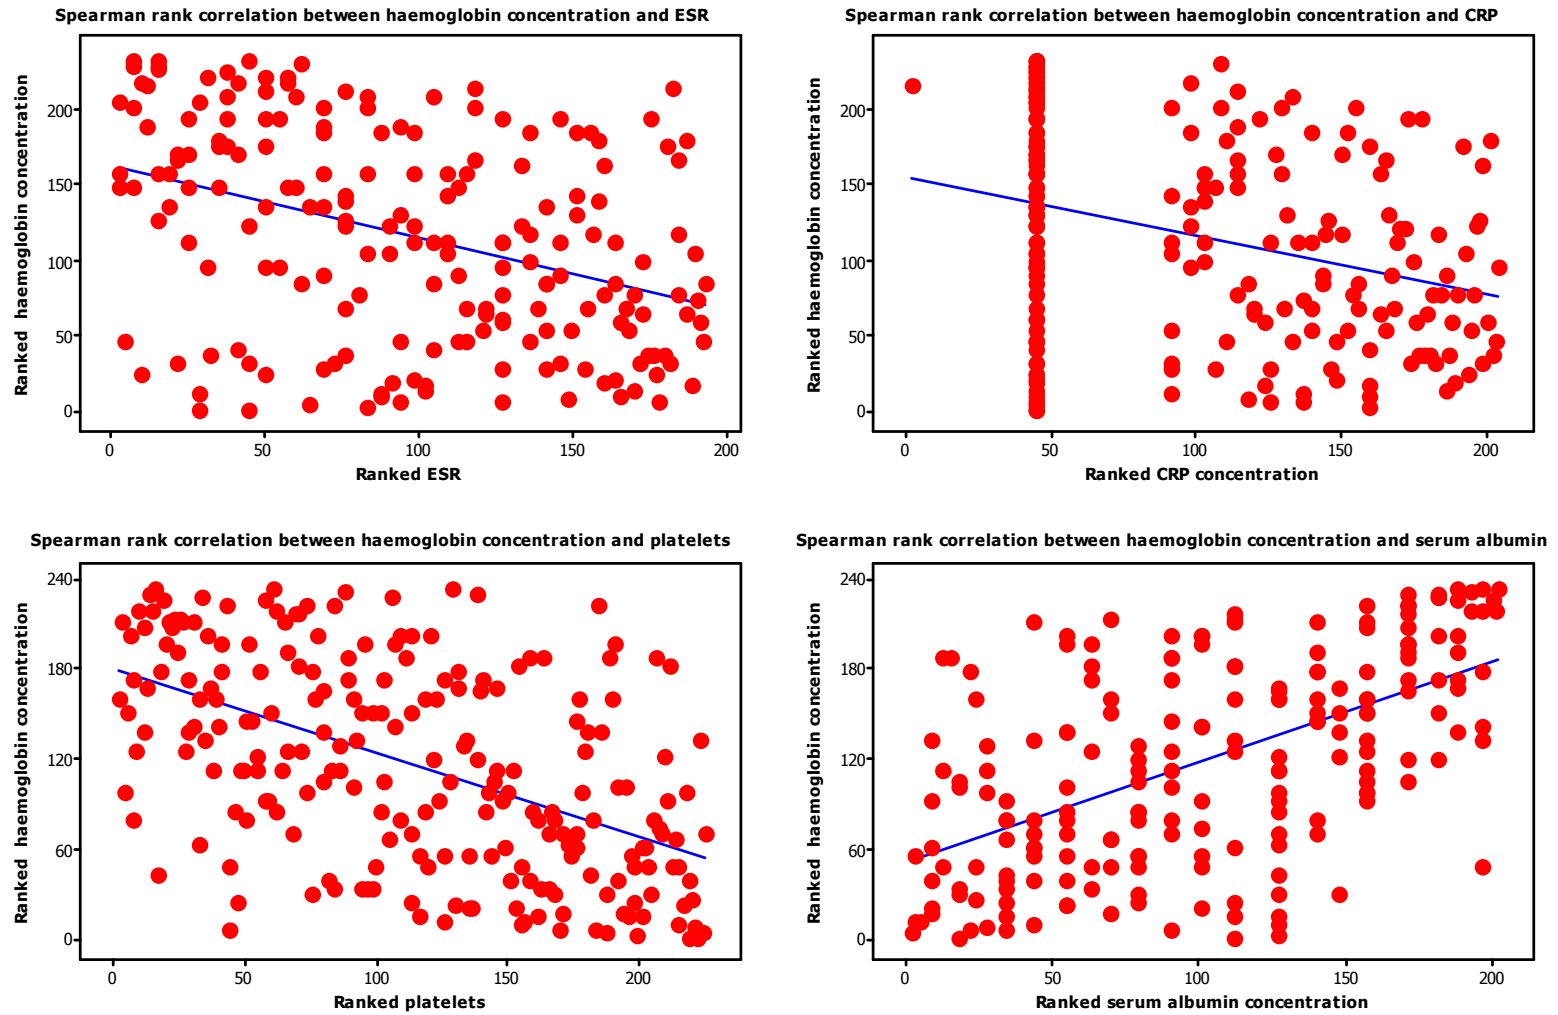 Spearman rank correlation between haemoglobin concentration and ESR
Ranked haemoglobin concentration
200
150
100
50
0
0 50 100 150 200
Ranked ESR
Spearman rank correlation between haemoglobin concentration and CRP
Ranked haemoglobin concentration
200
150
100
50
0
0 50 100 150 200
Ranked CRP concentration
Spearman rank correlation between haemoglobin concentration and platelets
Ranked haemoglobin concentration
240
180
120
60
0
0 50 100 150 200
Ranked platelets
Spearman rank correlation between haemoglobin concentration and serum albumin
Ranked haemoglobin concentration
240
180
120
60
0
0 50 100 150 200
Ranked serum albumin concentration